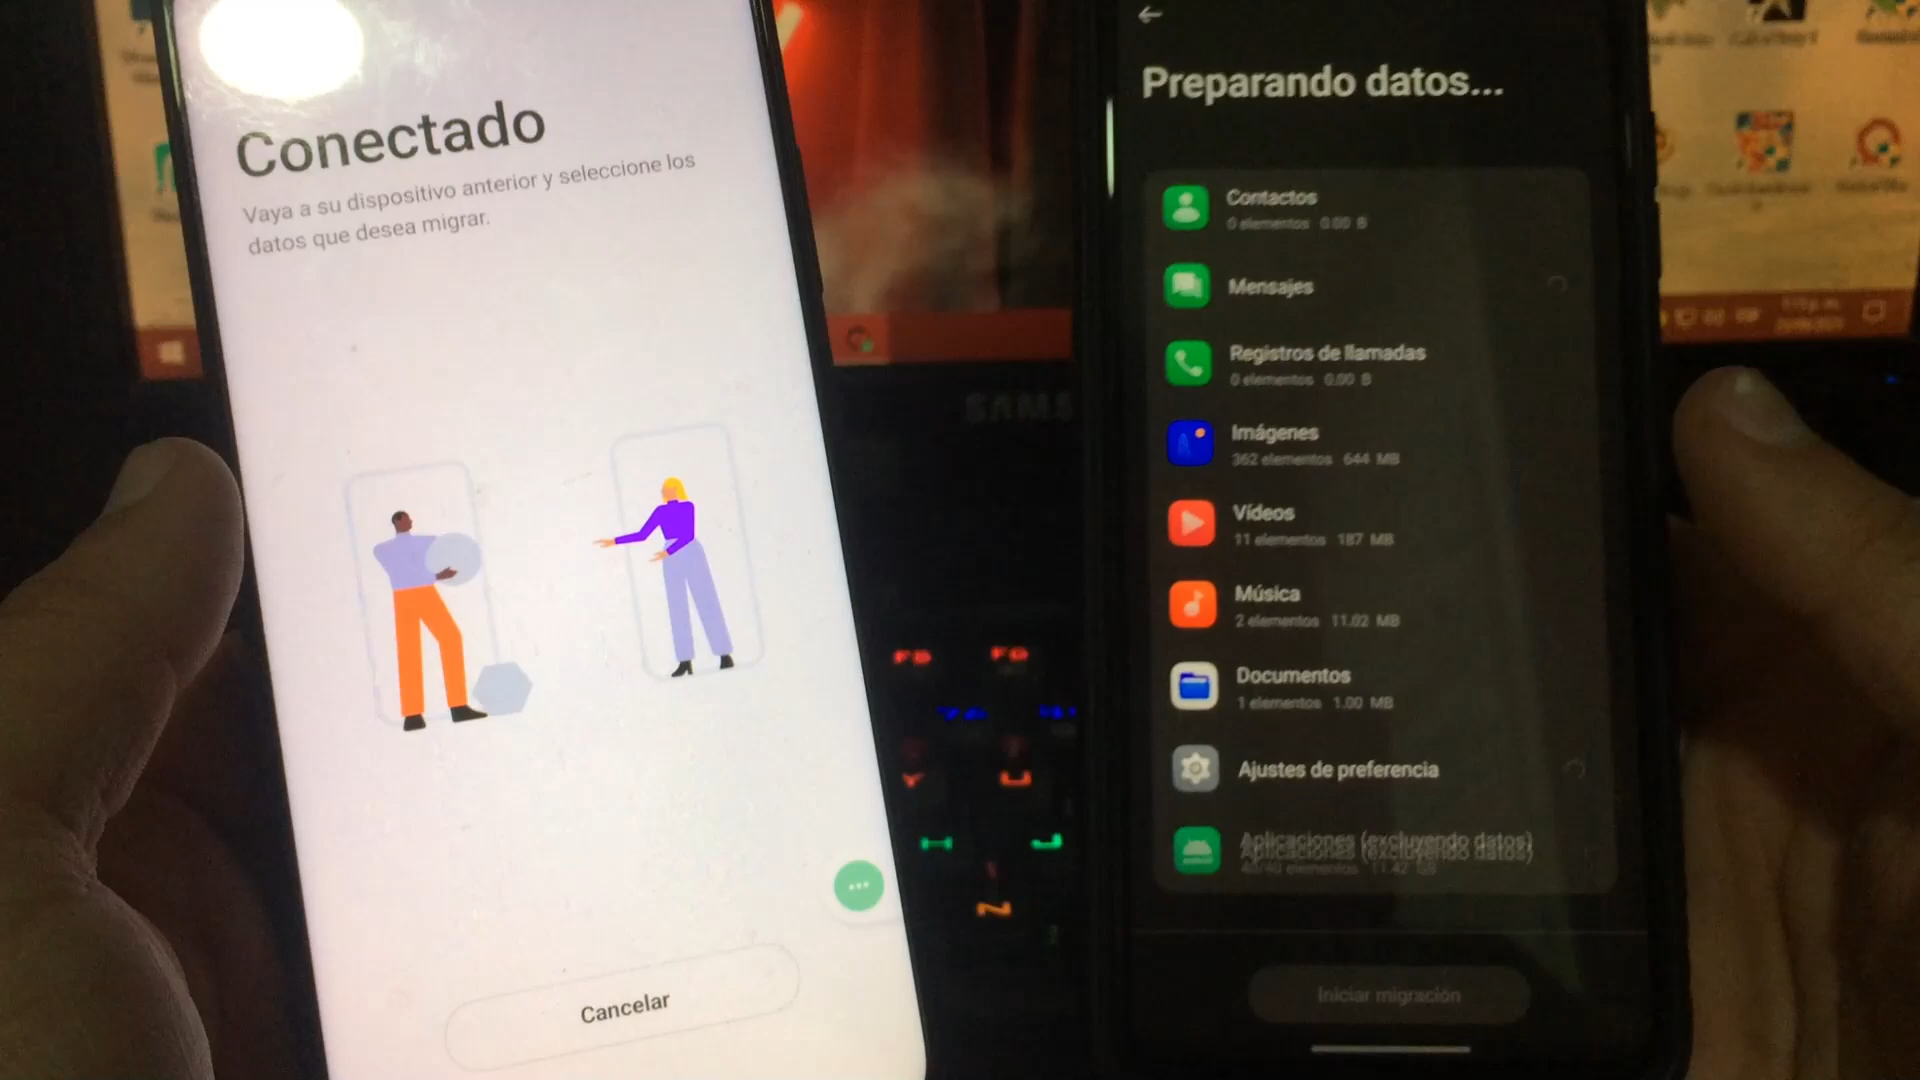 Conectado
Vaya a su dispositivo anterior y seleccione los
datos que desea migrar.
Cancelar
SAMS
Preparando datos...
Contactos
0 elementos 0.00 B
Mensajes
Registros de llamadas
0 elementos 0.00 B
Imágenes
362 elementos 644 MB
Vídeos
11 elementos 187 MB
Música
2 elementos 11.02 MB
Documentos
1 elementos 1.00 MB
Ajustes de preferencia
Aplicaciones (excluyendo datos)
Iniciar migración